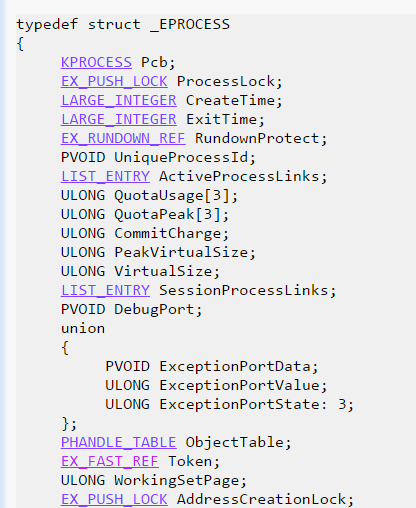 typedef struct _EPROCESS
{
KPROCESS Pcb;
EX_PUSH_LOCK ProcessLock;
LARGE_INTEGER CreateTime;
LARGE_INTEGER ExitTime;
EX_RUNDOWN_REF RundownProtect;
PVOID UniqueProcessId;
LIST_ENTRY ActiveProcessLinks;
ULONG QuotaUsage[3];
ULONG QuotaPeak[3];
ULONG CommitCharge;
ULONG PeakVirtualSize;
ULONG VirtualSize;
LIST_ENTRY SessionProcessLinks;
PVOID DebugPort;
union
{
PVOID ExceptionPortData;
ULONG ExceptionPortValue;
ULONG ExceptionPortState: 3;
};
PHANDLE_TABLE ObjectTable;
EX_FAST_REF Token;
ULONG WorkingSetPage;
EX_PUSH_LOCK AddressCreationLock;